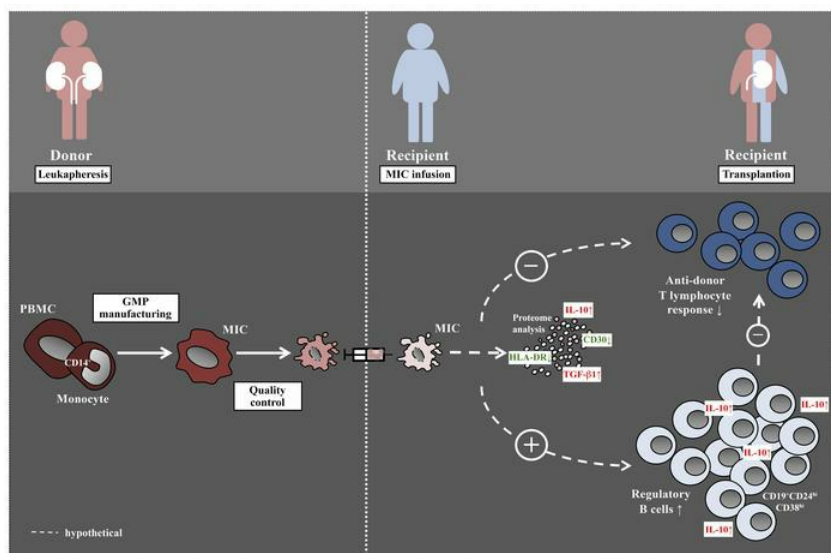 Donor
Leukapheresis
Recipient
MIC infusion
Recipient
Transplantion
PBMC
CD14⁺
Monocyte
GMP
manufacturing
MIC
Quality
control
MIC
Proteome
analysis
IL-10↑
CD30↓
HLA-DR↓
TGF-β1↑
−
+
Anti-donor
T lymphocyte
response ↓
−
IL-10↑
IL-10↑
IL-10↑
IL-10↑
Regulatory
B cells ↑
CD19⁺CD24ʰⁱ
CD38ʰⁱ
---- hypothetical